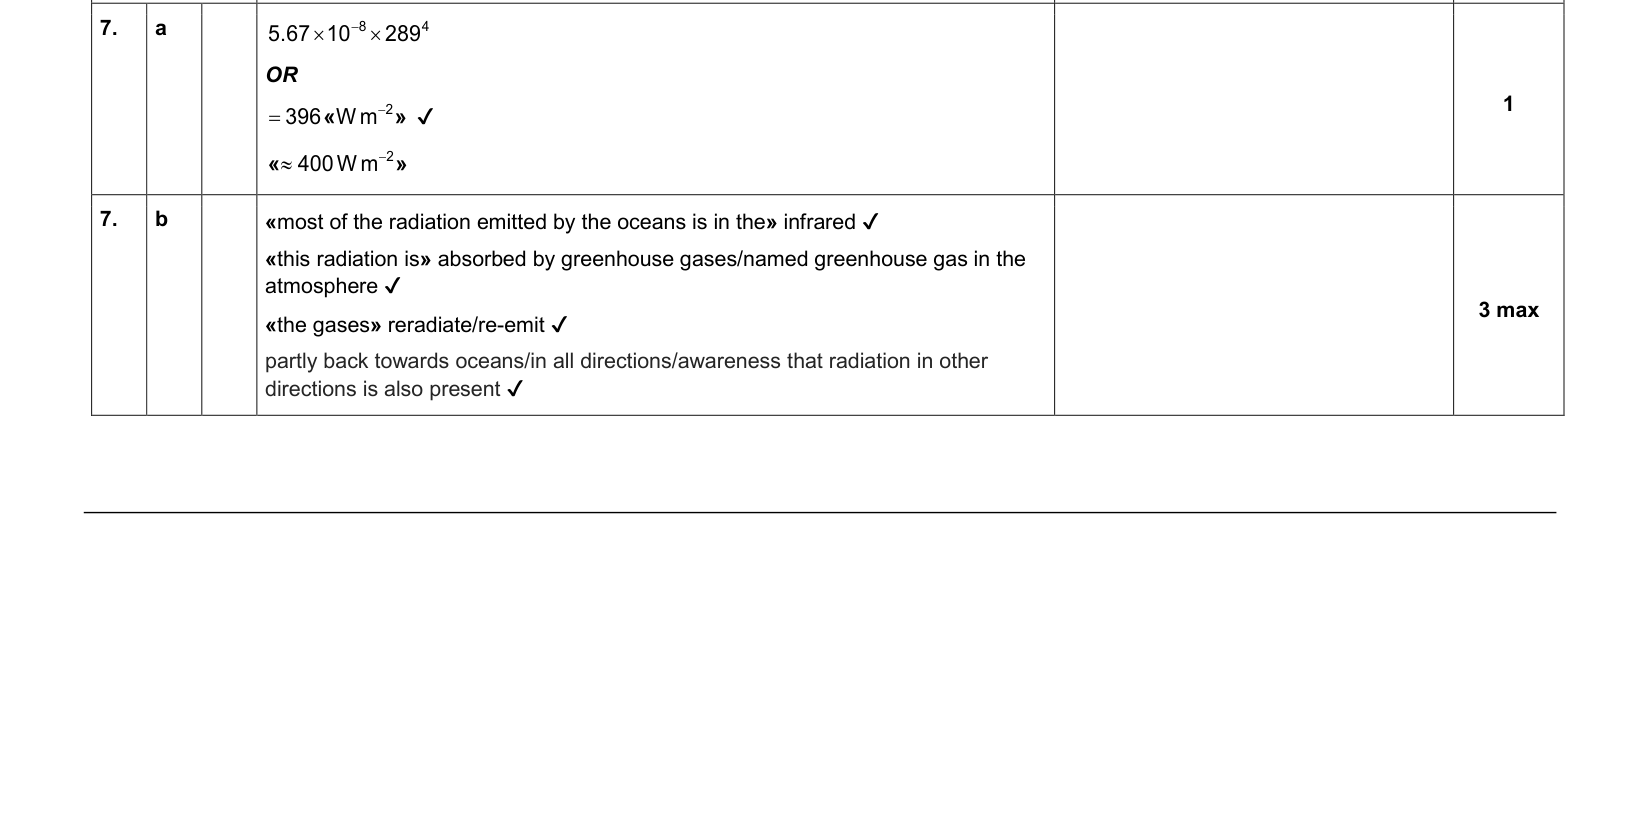 7. a 5.67×10⁻⁸×289⁴
OR
= 396 «W m⁻²» ✓
1
«≈ 400 W m⁻²»
7. b «most of the radiation emitted by the oceans is in the» infrared ✓
«this radiation is» absorbed by greenhouse gases/named greenhouse gas in the
atmosphere ✓
3 max
«the gases» reradiate/re-emit ✓
partly back towards oceans/in all directions/awareness that radiation in other
directions is also present ✓